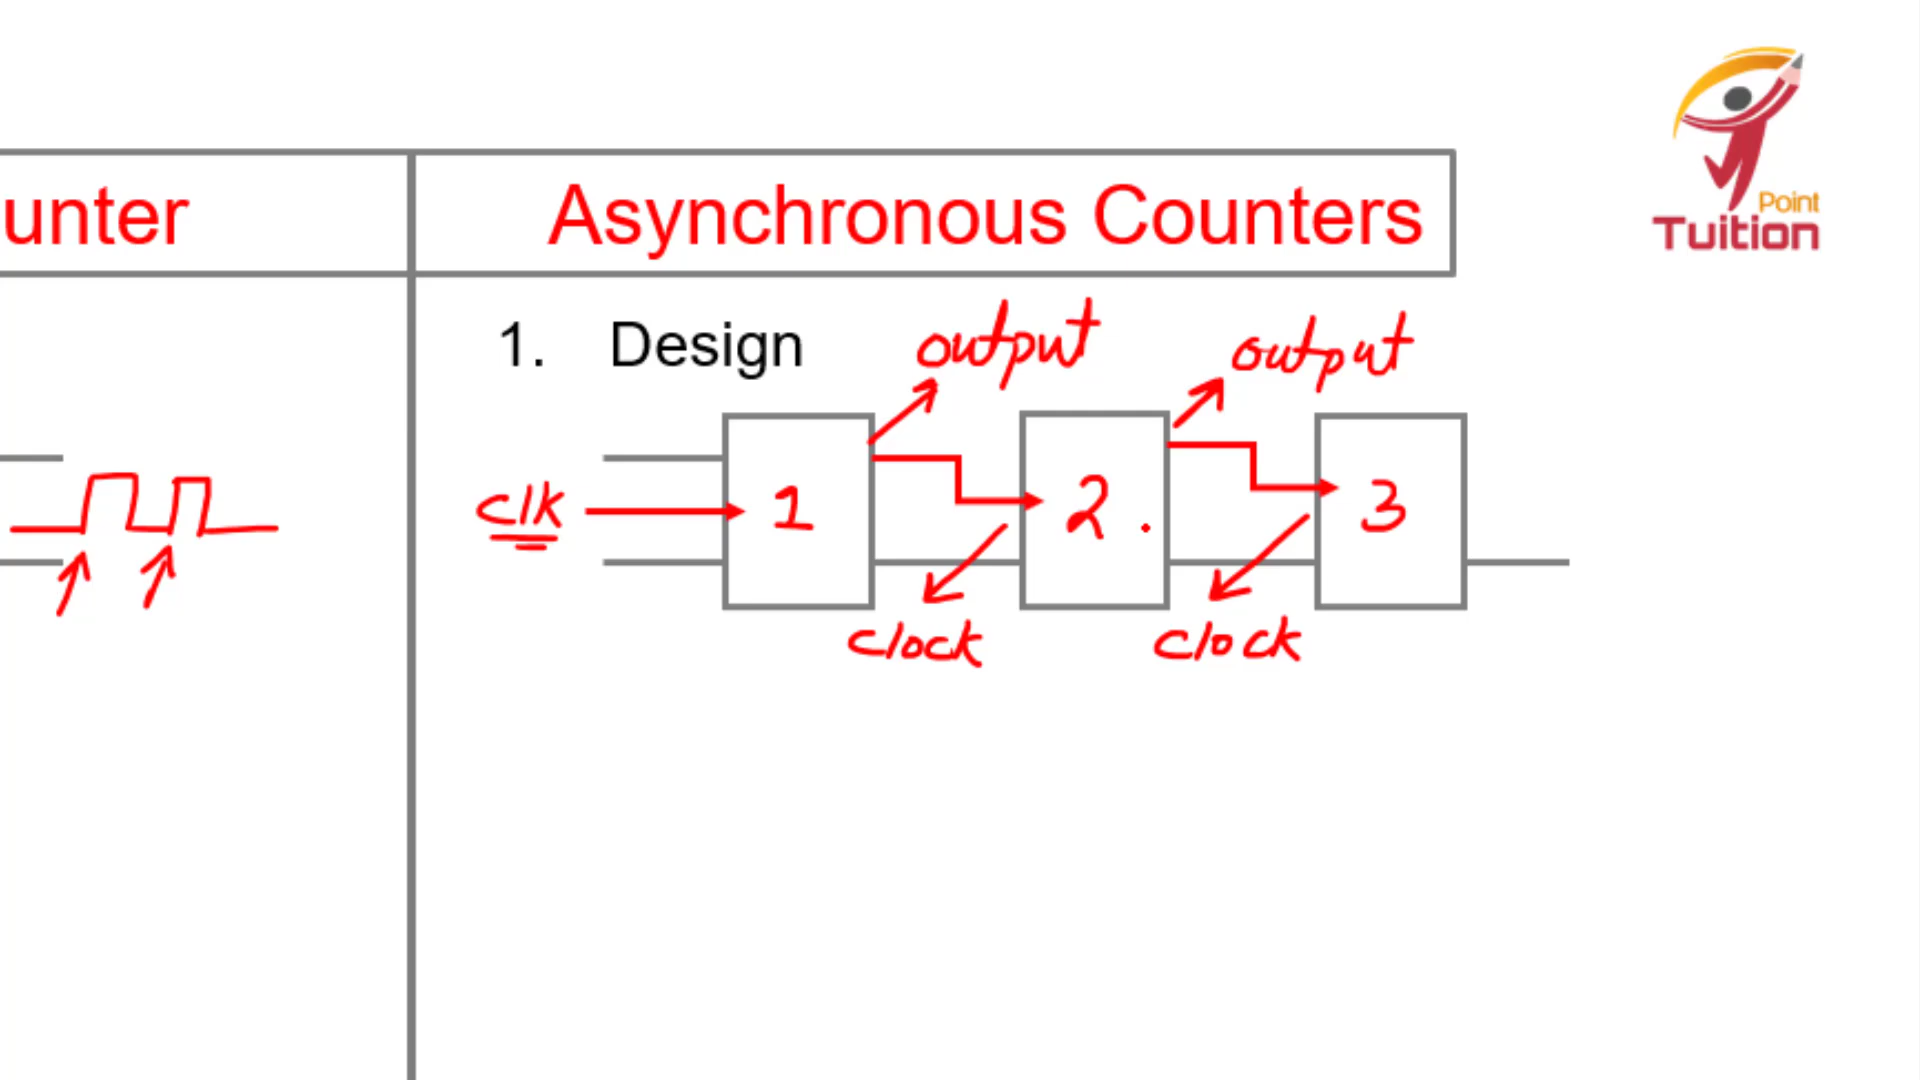 Point
Tuition
unter
Asynchronous Counters
1. Design
output
output
clk
1
2.
3
clock
clock